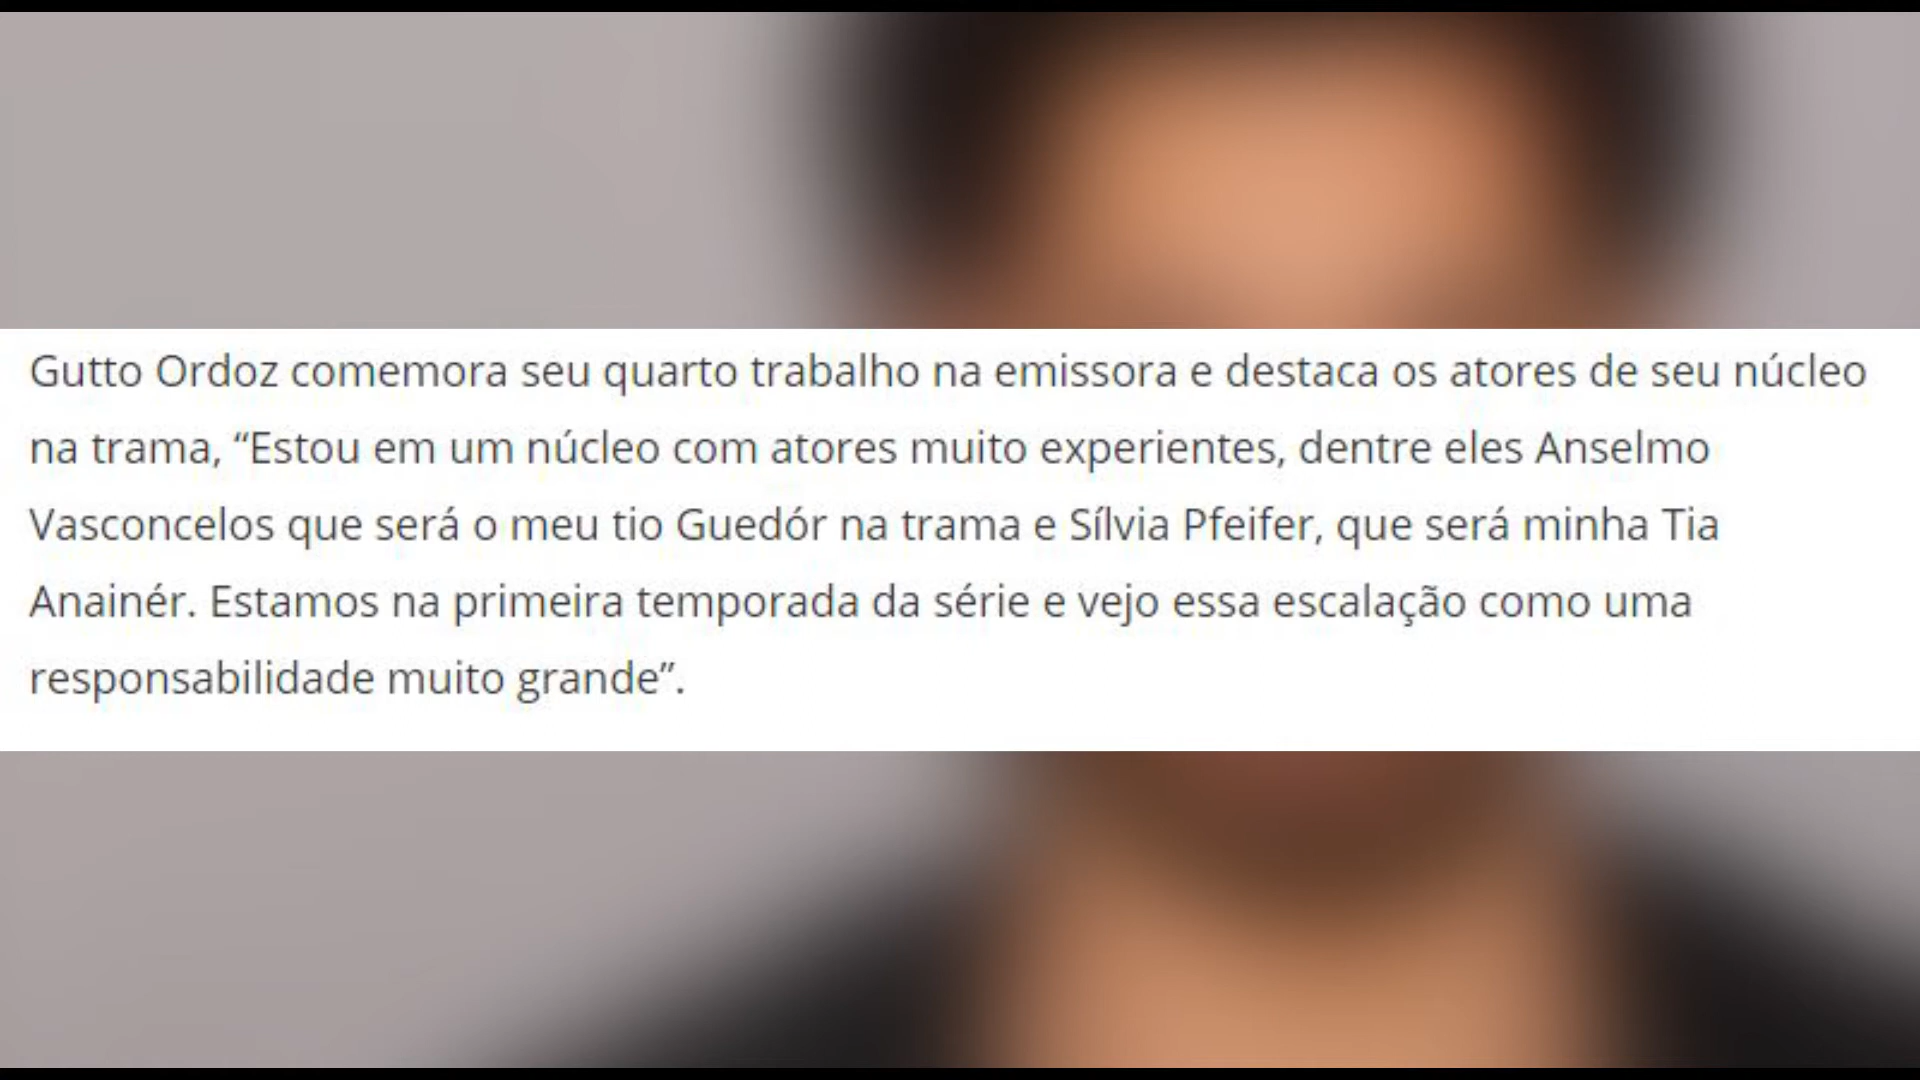 Gutto Ordoz comemora seu quarto trabalho na emissora e destaca os atores de seu núcleo
na trama, “Estou em um núcleo com atores muito experientes, dentre eles Anselmo
Vasconcelos que será o meu tio Guedór na trama e Sílvia Pfeifer, que será minha Tia
Anainér. Estamos na primeira temporada da série e vejo essa escalação como uma
responsabilidade muito grande”.